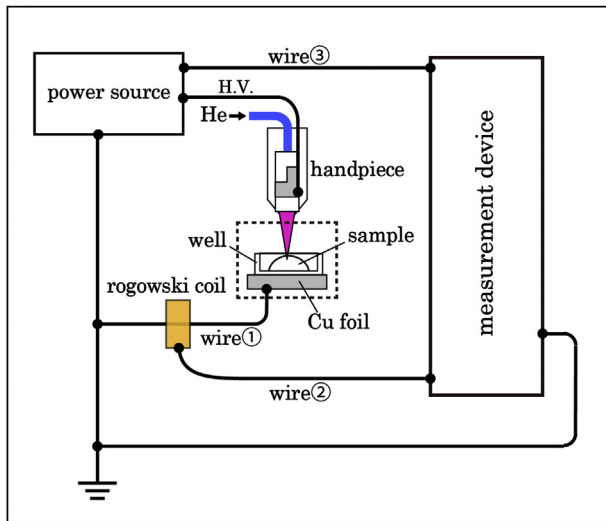 wire③
power source
H.V.
He
handpiece
well
sample
rogowski coil
Cu foil
wire①
wire②
measurement device